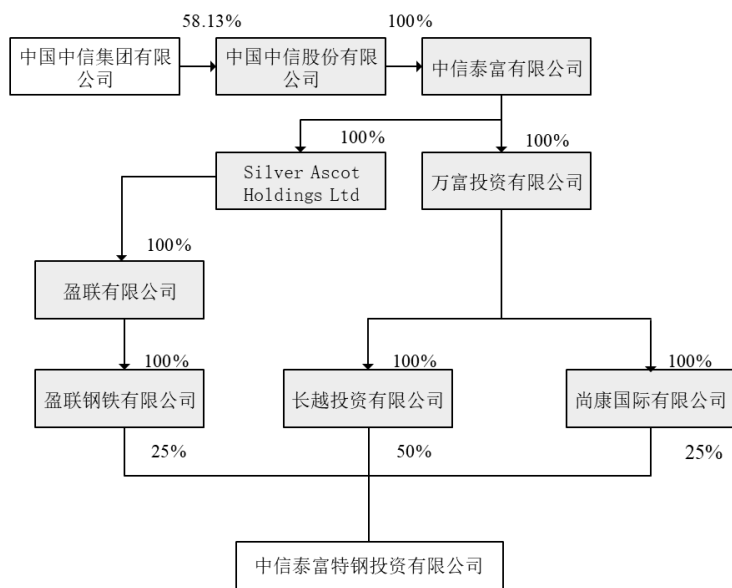 58.13%
100%
中国中信集团有限
公司
中国中信股份有限
公司
中信泰富有限公司
100%
100%
Silver Ascot
Holdings Ltd
万富投资有限公司
100%
盈联有限公司
100%
100%
100%
盈联钢铁有限公司
长越投资有限公司
尚康国际有限公司
25%
50%
25%
中信泰富特钢投资有限公司